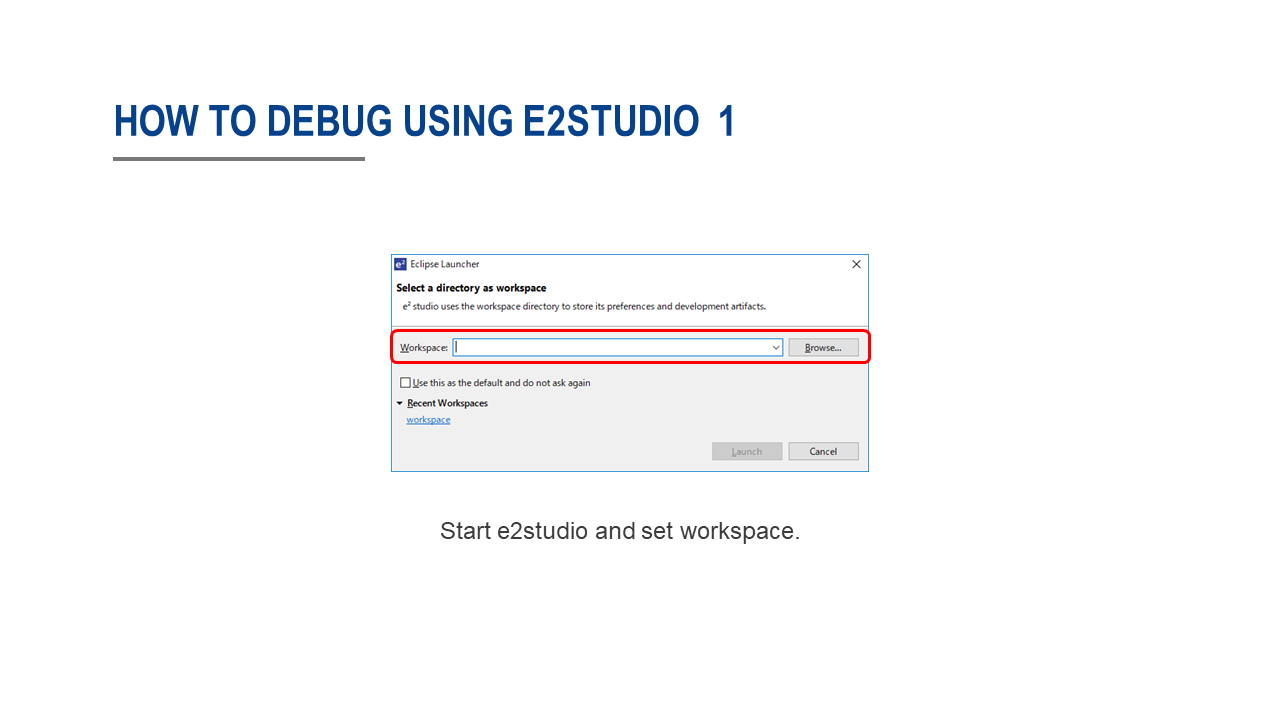 HOW TO DEBUG USING E2STUDIO 1
e² Eclipse Launcher
Select a directory as workspace
e² studio uses the workspace directory to store its preferences and development artifacts.
Workspace: Browse...
Use this as the default and do not ask again
Recent Workspaces
workspace
Launch Cancel
Start e2studio and set workspace.